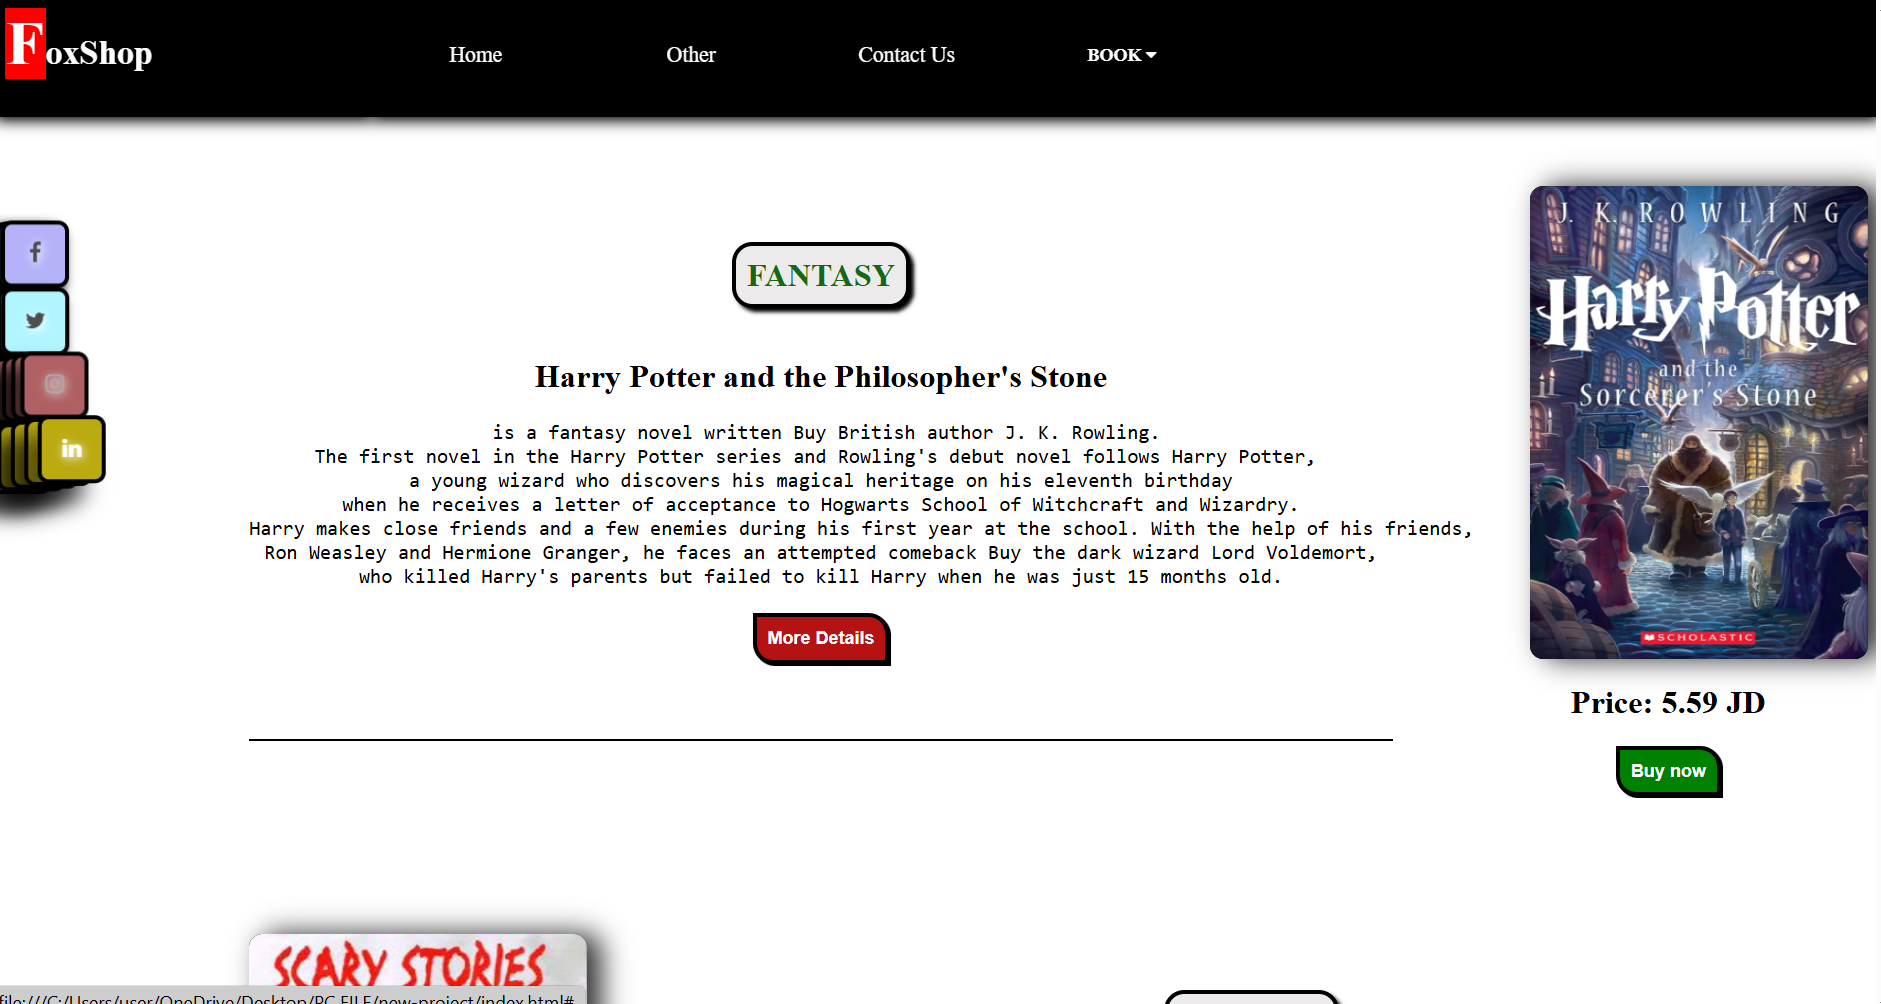 FoxShop
Home
Other
Contact Us
BOOK
FANTASY
Harry Potter and the Philosopher's Stone
is a fantasy novel written Buy British author J. K. Rowling.
The first novel in the Harry Potter series and Rowling's debut novel follows Harry Potter,
a young wizard who discovers his magical heritage on his eleventh birthday
when he receives a letter of acceptance to Hogwarts School of Witchcraft and Wizardry.
Harry makes close friends and a few enemies during his first year at the school. With the help of his friends,
Ron Weasley and Hermione Granger, he faces an attempted comeback Buy the dark wizard Lord Voldemort,
who killed Harry's parents but failed to kill Harry when he was just 15 months old.
More Details
J. K. ROWLING
Harry Potter
and the
Sorcerer's Stone
SCHOLASTIC
Price: 5.59 JD
Buy now
SCARY STORIES
file:///C:/Users/user/OneDrive/Desktop/PC FILE/new-project/index.html#